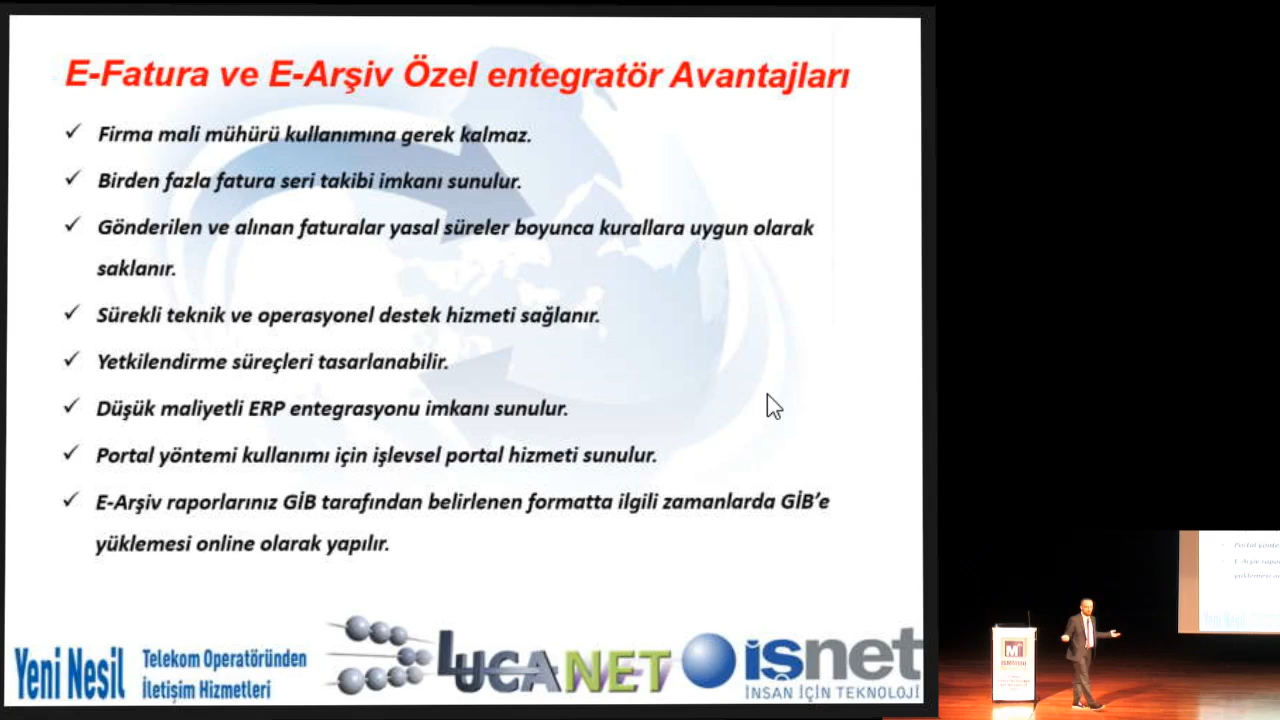 E-Fatura ve E-Arşiv Özel entegratör Avantajları
✓ Firma mali mühürü kullanımına gerek kalmaz.
✓ Birden fazla fatura seri takibi imkanı sunulur.
✓ Gönderilen ve alınan faturalar yasal süreler boyunca kurallara uygun olarak
saklanır.
✓ Sürekli teknik ve operasyonel destek hizmeti sağlanır.
✓ Yetkilendirme süreçleri tasarlanabilir.
✓ Düşük maliyetli ERP entegrasyonu imkanı sunulur.
✓ Portal yöntemi kullanımı için işlevsel portal hizmeti sunulur.
✓ E-Arşiv raporlarınız GİB tarafından belirlenen formatta ilgili zamanlarda GİB'e
yüklemesi online olarak yapılır.
Yeni Nesil
Telekom Operatöründen
İletişim Hizmetleri
LUCANET
işnet
İNSAN İÇİN TEKNOLOJİ